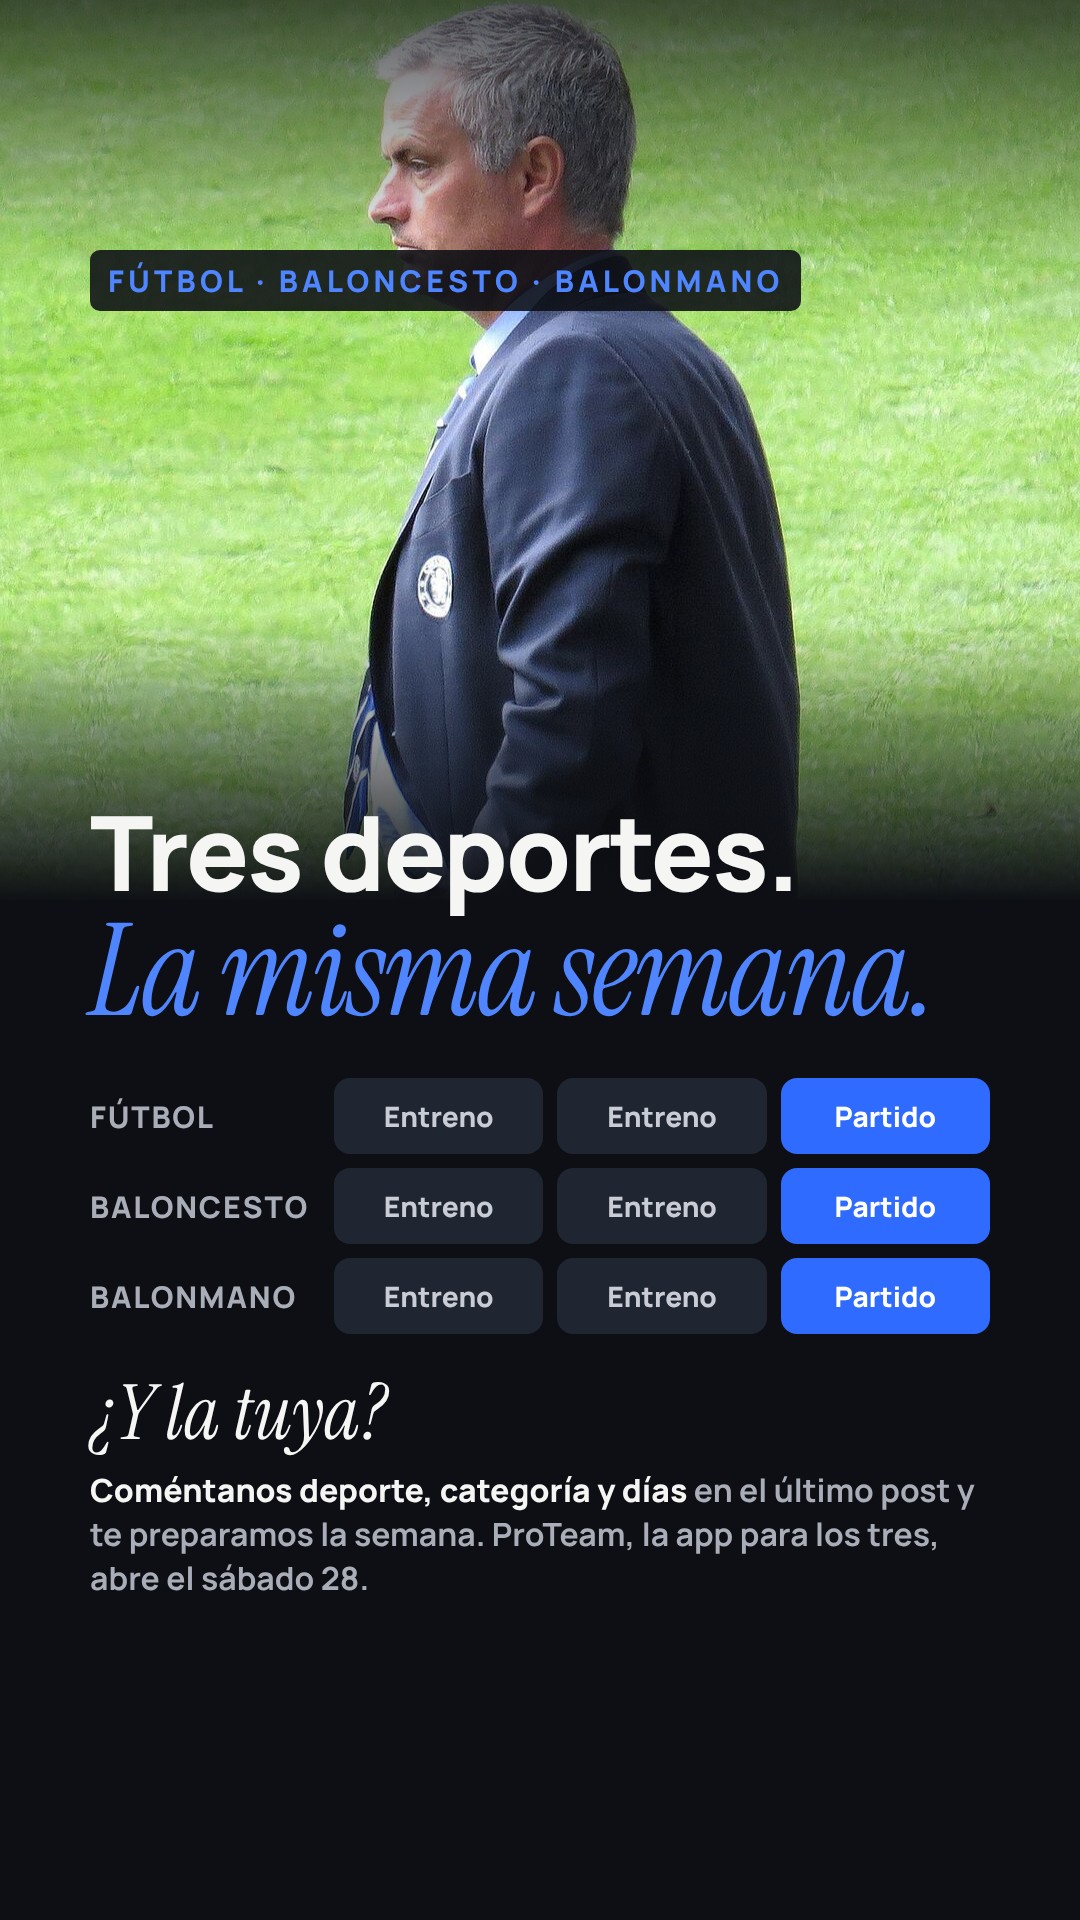 FÚTBOL · BALONCESTO · BALONMANO
Tres deportes.
La misma semana.
FÚTBOL Entreno Entreno Partido
BALONCESTO Entreno Entreno Partido
BALONMANO Entreno Entreno Partido
¿Y la tuya?
Coméntanos deporte, categoría y días en el último post y
te preparamos la semana. ProTeam, la app para los tres,
abre el sábado 28.